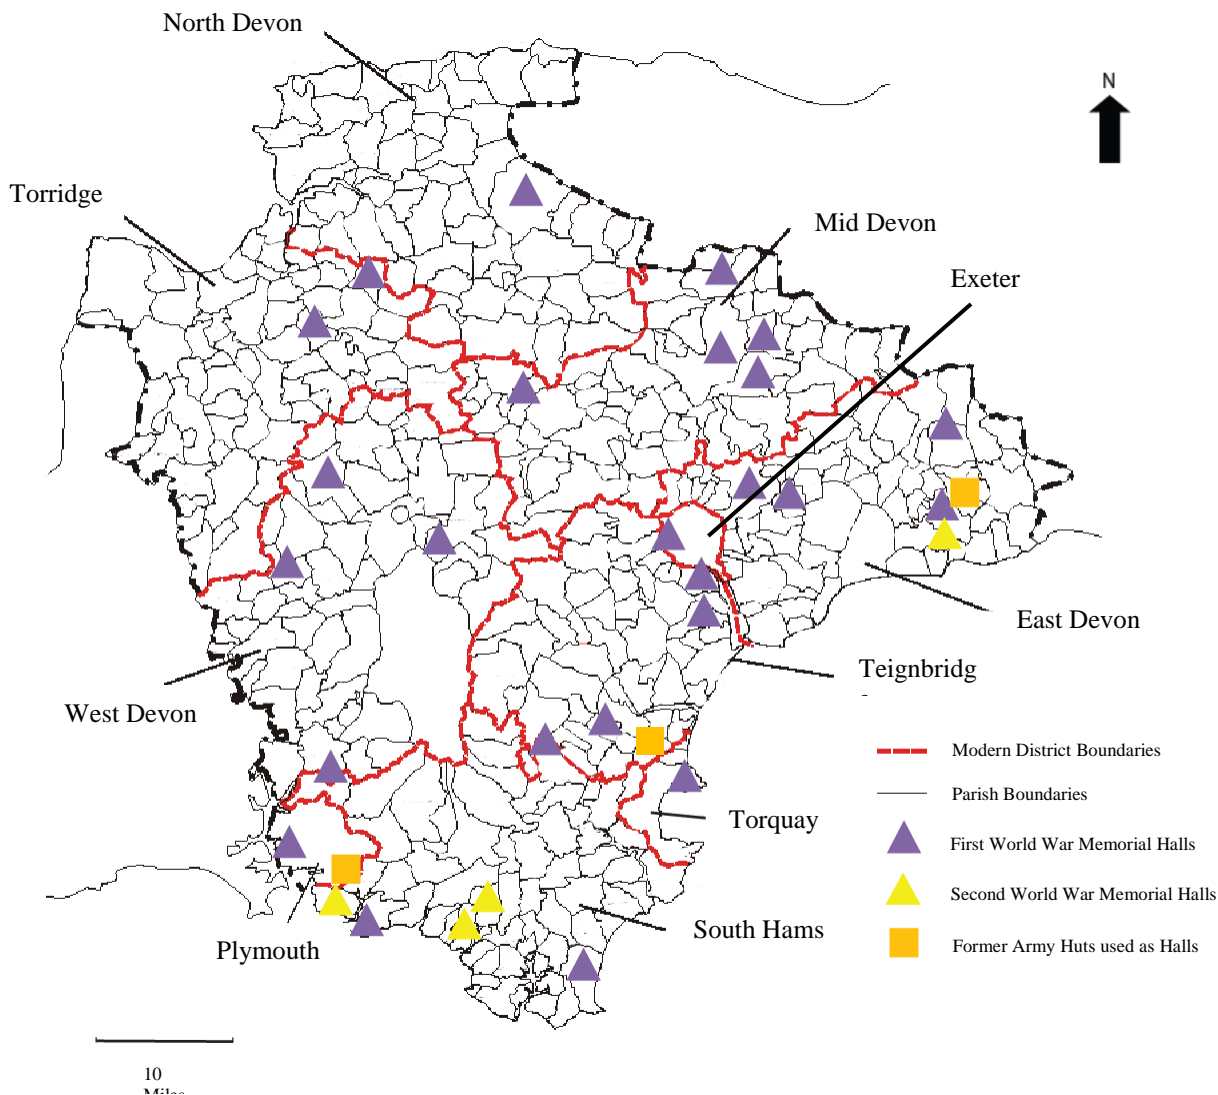 North Devon
N
Torridge
Mid Devon
Exeter
East Devon
Teignbridg
West Devon
Modern District Boundaries
Parish Boundaries
Torquay
First World War Memorial Halls
Second World War Memorial Halls
South Hams
Plymouth
Former Army Huts used as Halls
10
Miles